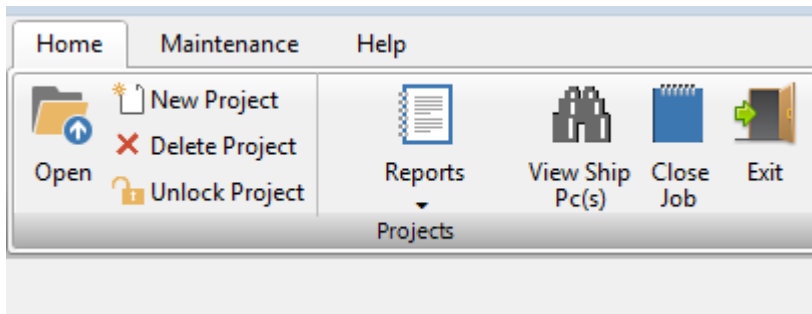 Home Maintenance Help
New Project
Delete Project
Unlock Project
Open
Reports
View Ship
Pc(s)
Close
Job
Exit
Projects